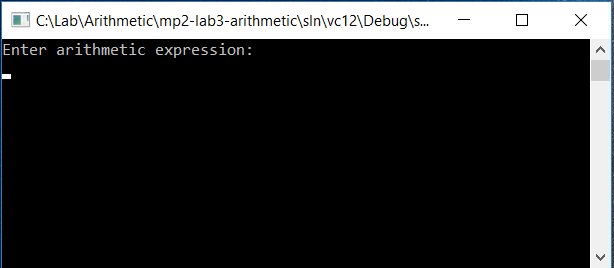 C:\Lab\Arithmetic\mp2-lab3-arithmetic\sln\vc12\Debug\s...
Enter arithmetic expression: